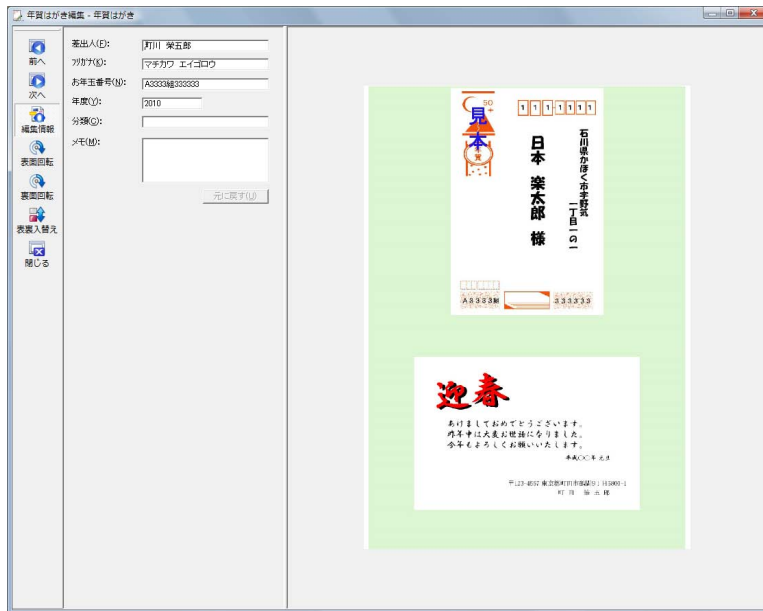 年賀はがき編集 - 年賀はがき
前へ
次へ
編集情報
表面回転
裏面回転
表裏入替え
閉じる
差出人(F):
町川 栄五郎
フリガナ(K):
マチカワ エイゴロウ
お年玉番号(N):
A3333組333333
年度(Y):
2010
分類(C):
メモ(M):
元に戻す(U)
50
見本
1111111
石川県かほく市宇野気
一丁目一の一
日本 楽太郎 様
A3333組
333333
迎春
あけましておめでとうございます。
昨年中は大変お世話になりました。
今年もよろしくお願いいたします。
平成○○年 元旦
町 川 栄 五 郎